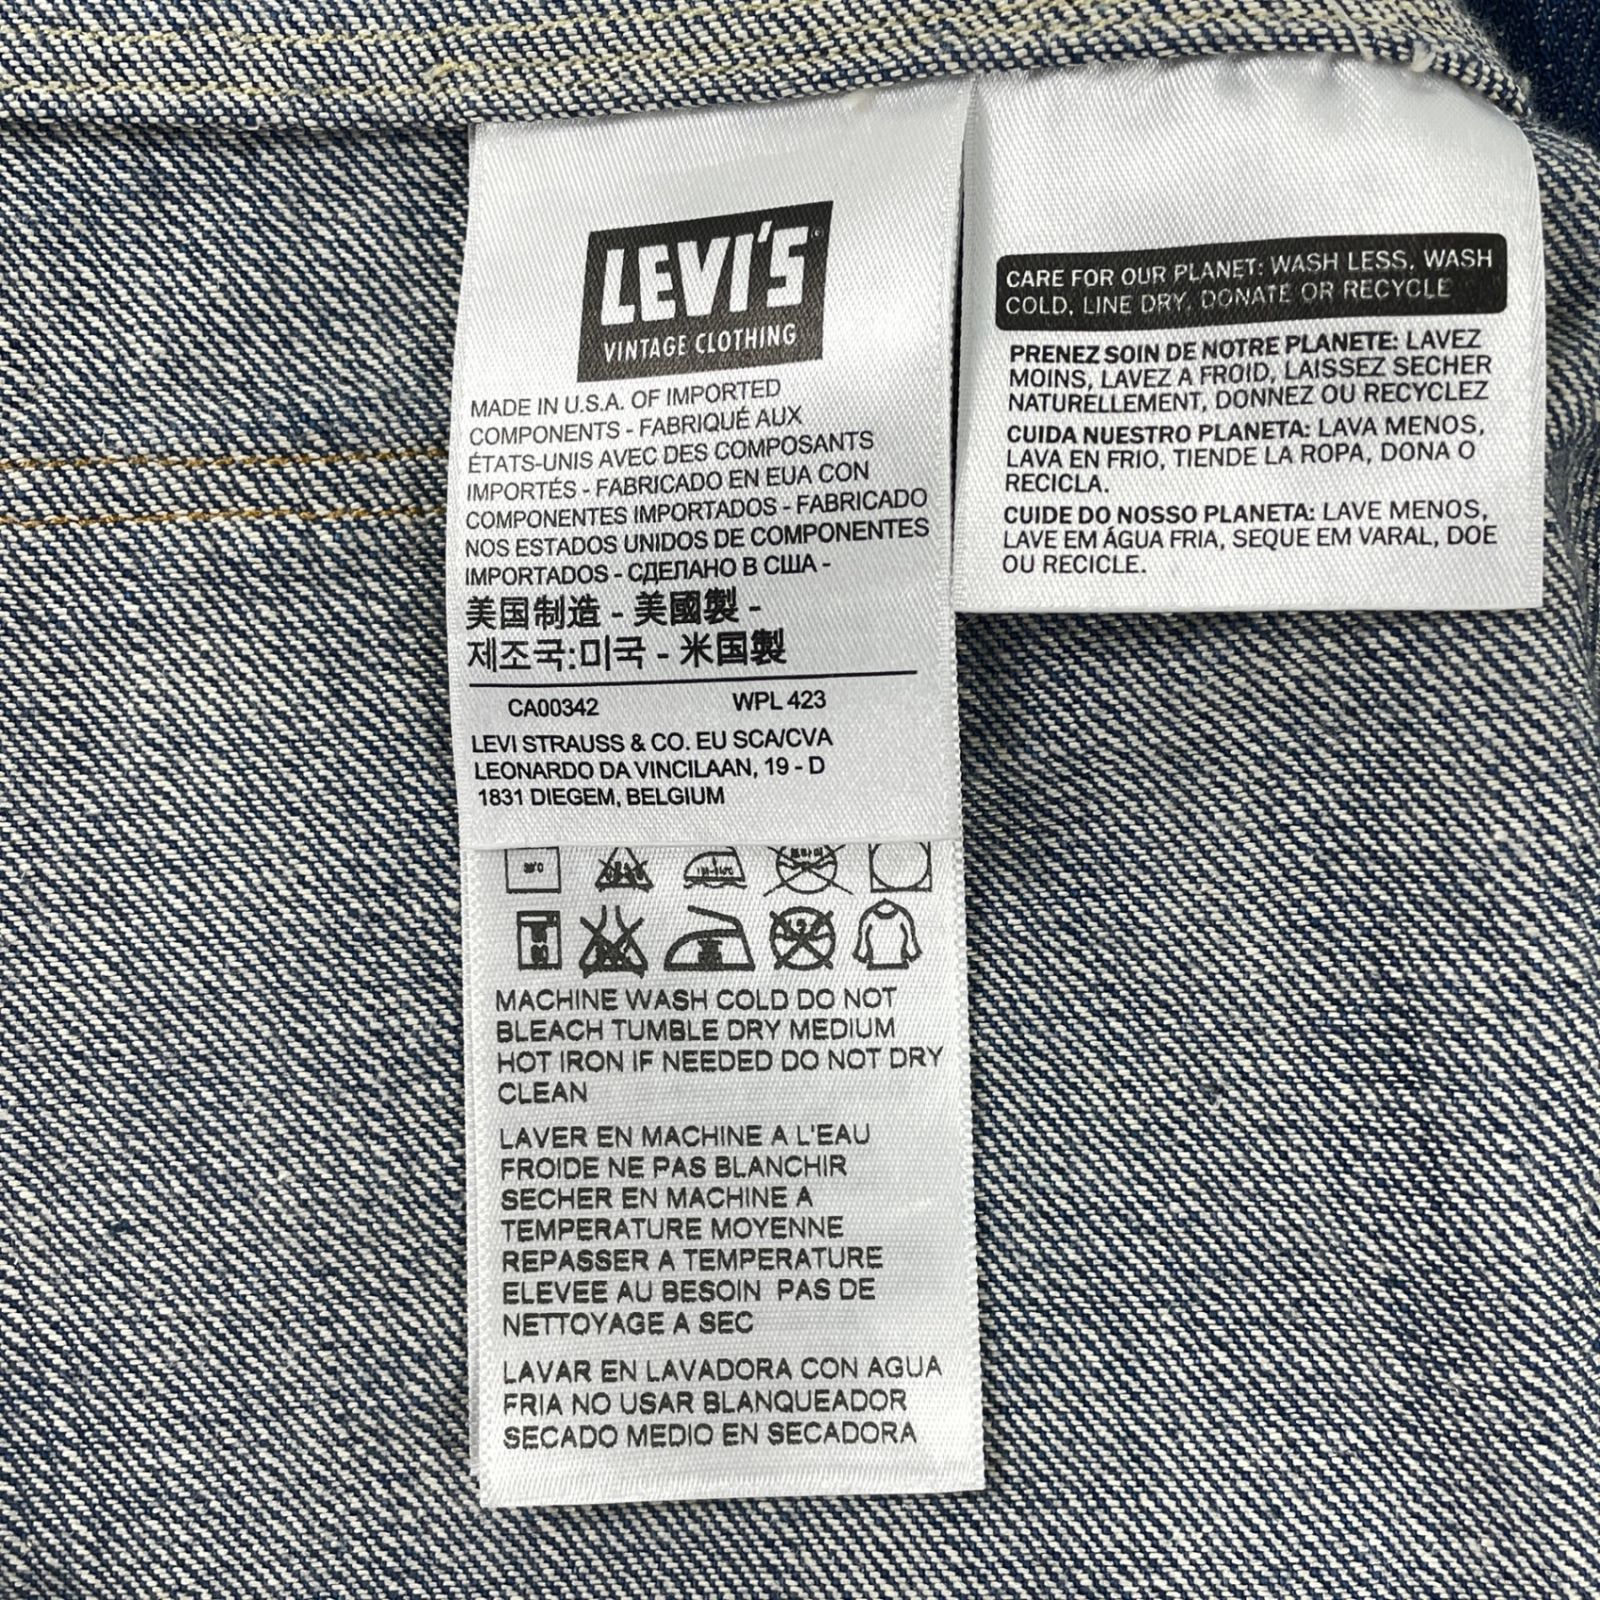 LEVI'S®
VINTAGE CLOTHING
MADE IN U.S.A. OF IMPORTED
COMPONENTS - FABRIQUÉ AUX
ÉTATS-UNIS AVEC DES COMPOSANTS
IMPORTÉS - FABRICADO EN EUA CON
COMPONENTES IMPORTADOS - FABRICADO
NOS ESTADOS UNIDOS DE COMPONENTES
IMPORTADOS - СДЕЛАНО В США -
美国制造 - 美國製 -
제조국:미국 - 米国製
CA00342 WPL 423
LEVI STRAUSS & CO. EU SCA/CVA
LEONARDO DA VINCILAAN, 19 - D
1831 DIEGEM, BELGIUM
MACHINE WASH COLD DO NOT
BLEACH TUMBLE DRY MEDIUM
HOT IRON IF NEEDED DO NOT DRY
CLEAN
LAVER EN MACHINE A L'EAU
FROIDE NE PAS BLANCHIR
SECHER EN MACHINE A
TEMPERATURE MOYENNE
REPASSER A TEMPERATURE
ELEVEE AU BESOIN PAS DE
NETTOYAGE A SEC
LAVAR EN LAVADORA CON AGUA
FRIA NO USAR BLANQUEADOR
SECADO MEDIO EN SECADORA
CARE FOR OUR PLANET: WASH LESS, WASH
COLD, LINE DRY, DONATE OR RECYCLE
PRENEZ SOIN DE NOTRE PLANETE: LAVEZ
MOINS, LAVEZ A FROID, LAISSEZ SECHER
NATURELLEMENT, DONNEZ OU RECYCLEZ
CUIDA NUESTRO PLANETA: LAVA MENOS,
LAVA EN FRIO, TIENDE LA ROPA, DONA O
RECICLA.
CUIDE DO NOSSO PLANETA: LAVE MENOS,
LAVE EM ÁGUA FRIA, SEQUE EM VARAL, DOE
OU RECICLE.